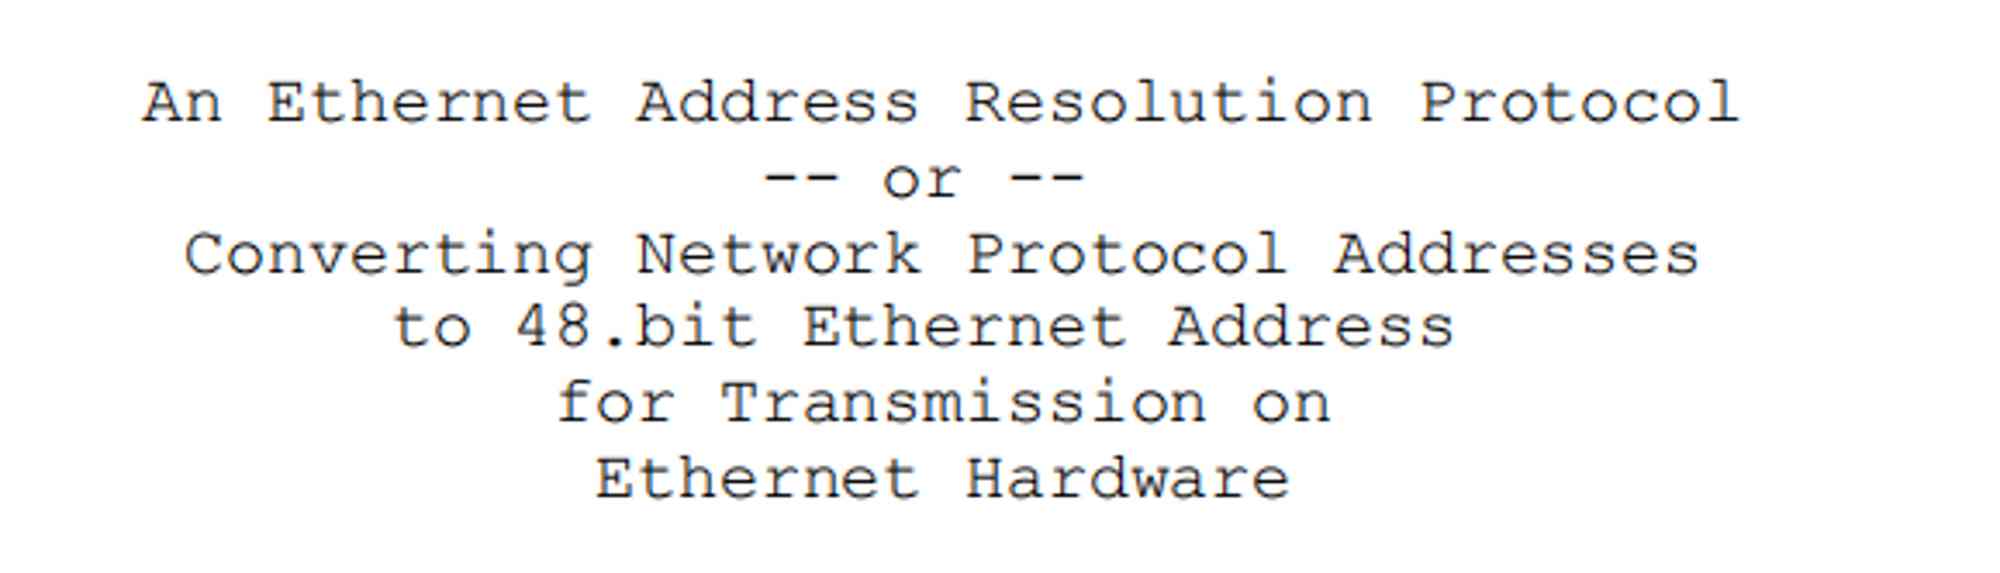 An Ethernet Address Resolution Protocol
-- or --
Converting Network Protocol Addresses
to 48.bit Ethernet Address
for Transmission on
Ethernet Hardware